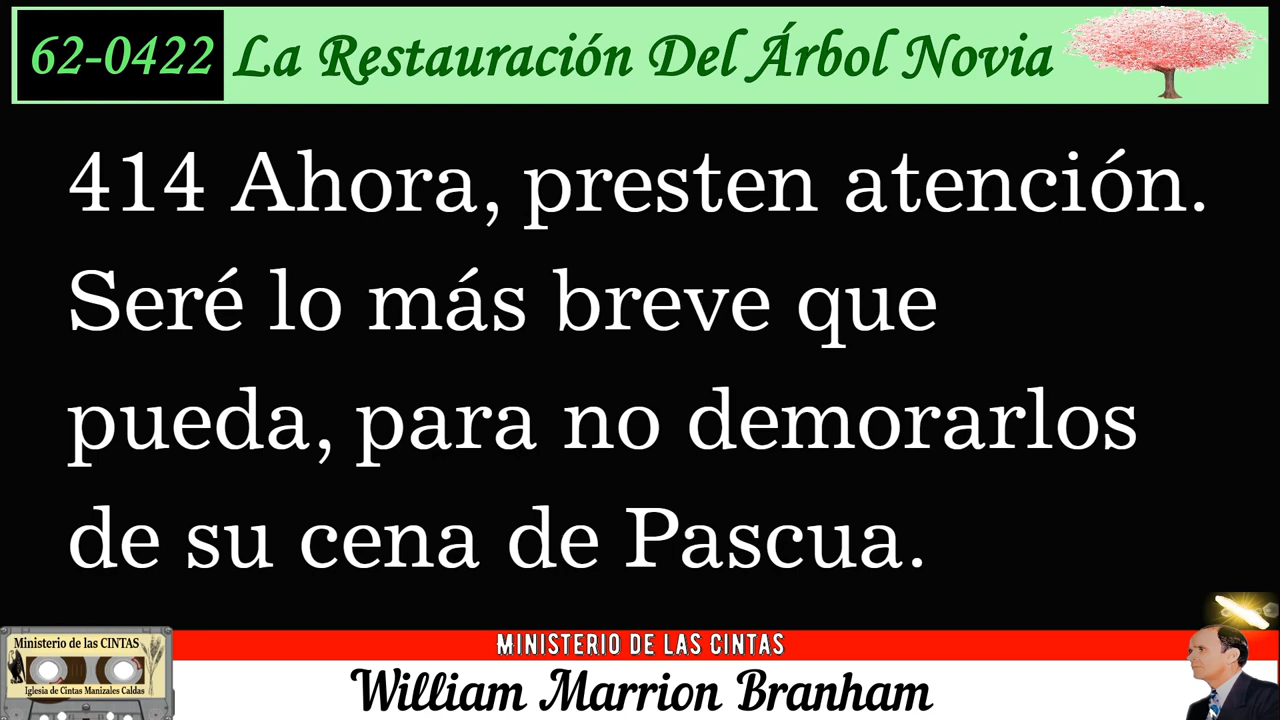 62-0422 La Restauración Del Árbol Novia
414 Ahora, presten atención.
Seré lo más breve que
pueda, para no demorarlos
de su cena de Pascua.
MINISTERIO DE LAS CINTAS
Ministerio de las CINTAS
Iglesia de Cintas Manizales Caldas
William Marrion Branham